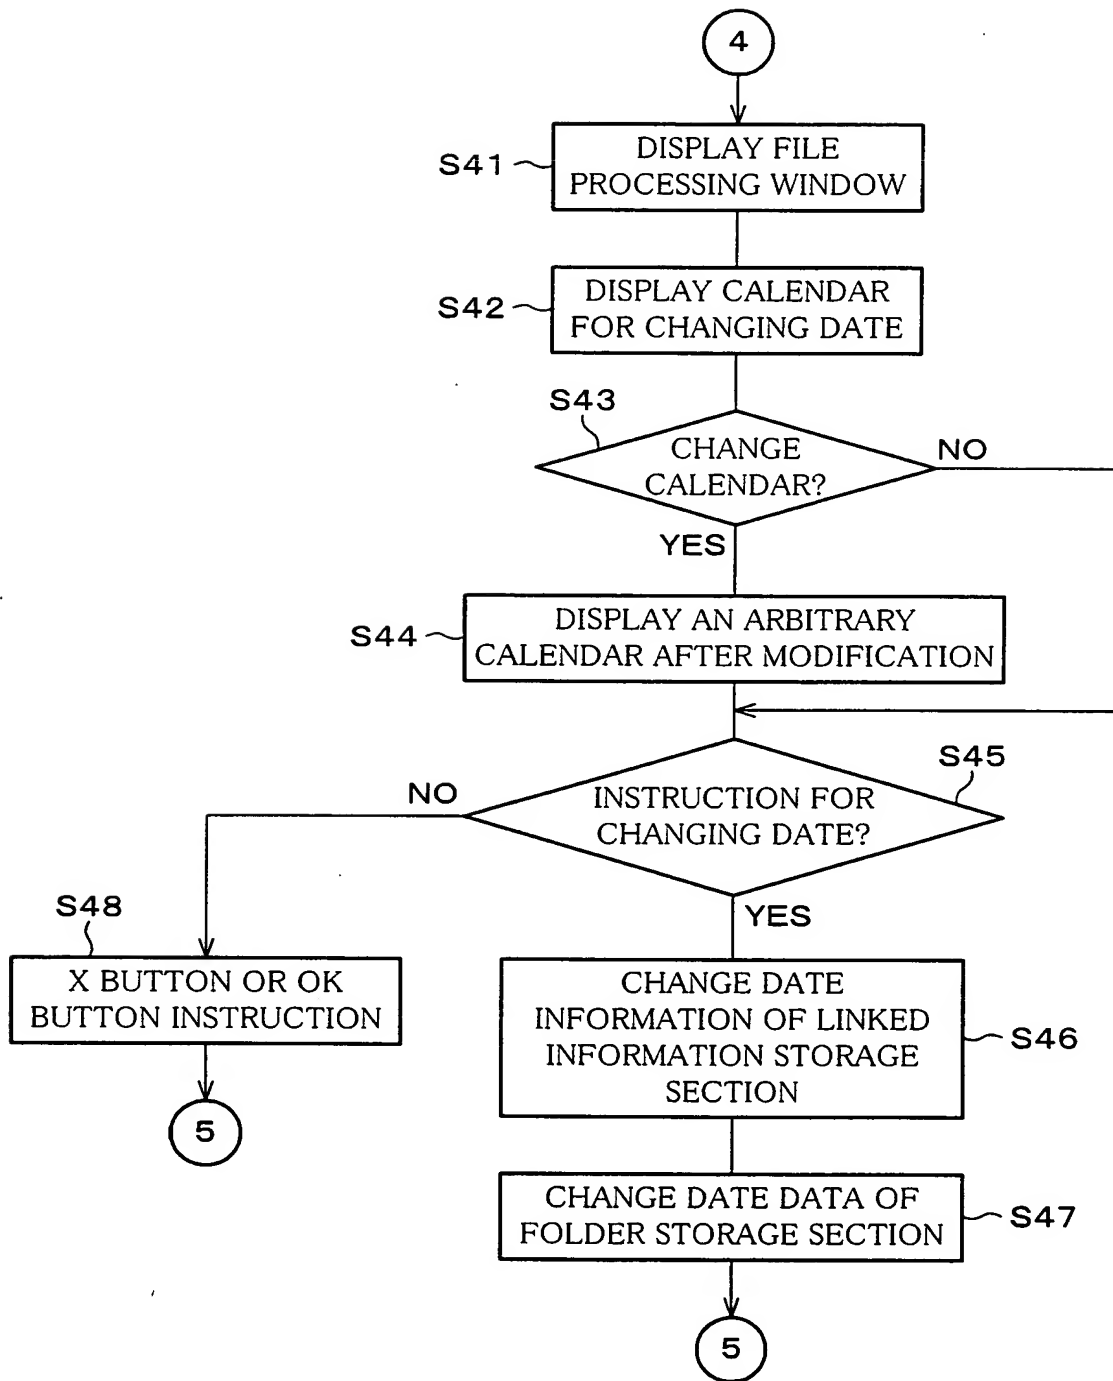 4
S41
DISPLAY FILE
PROCESSING WINDOW
S42
DISPLAY CALENDAR
FOR CHANGING DATE
S43
CHANGE
CALENDAR?
NO
YES
S44
DISPLAY AN ARBITRARY
CALENDAR AFTER MODIFICATION
S45
INSTRUCTION FOR
CHANGING DATE?
NO
YES
S48
X BUTTON OR OK
BUTTON INSTRUCTION
5
CHANGE DATE
INFORMATION OF LINKED
INFORMATION STORAGE
SECTION
S46
CHANGE DATE DATA OF
FOLDER STORAGE SECTION
S47
5